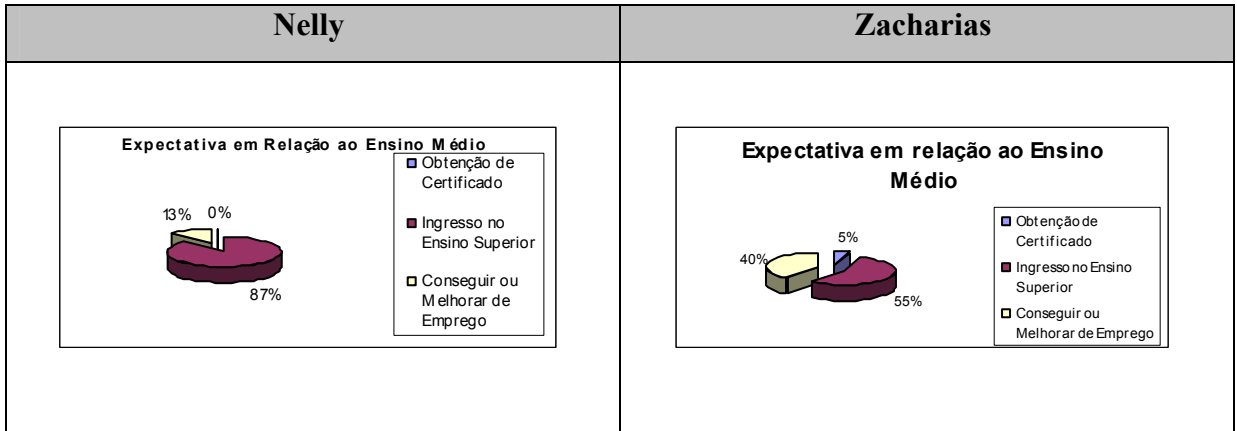 Nelly
Zacharias
Expectativa em Relação ao Ensino Médio
Obtenção de
Certificado
Ingresso no
Ensino Superior
Conseguir ou
Melhorar de
Emprego
13%
0%
87%
Expectativa em relação ao Ensino
Médio
Obtenção de
Certificado
Ingresso no Ensino
Superior
Conseguir ou
Melhorar de Emprego
5%
40%
55%